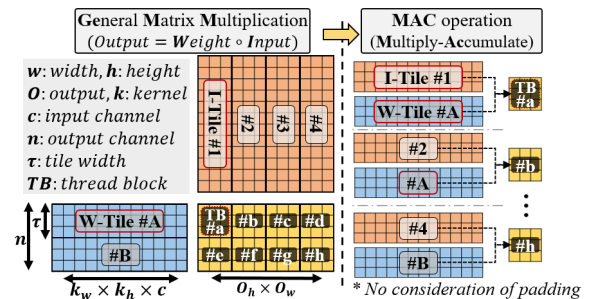 General Matrix Multiplication
(Output = Weight ∘ Input)
MAC operation
(Multiply-Accumulate)
w: width, h: height
O: output, k: kernel
c: input channel
n: output channel
τ: tile width
TB: thread block
I-Tile #1
#2
#3
#4
W-Tile #A
#B
τ
n
k_w × k_h × c
TB
#a
#b
#c
#d
#e
#f
#g
#h
O_h × O_w
I-Tile #1
W-Tile #A
TB
#a
#2
#A
#b
#4
#B
#h
* No consideration of padding